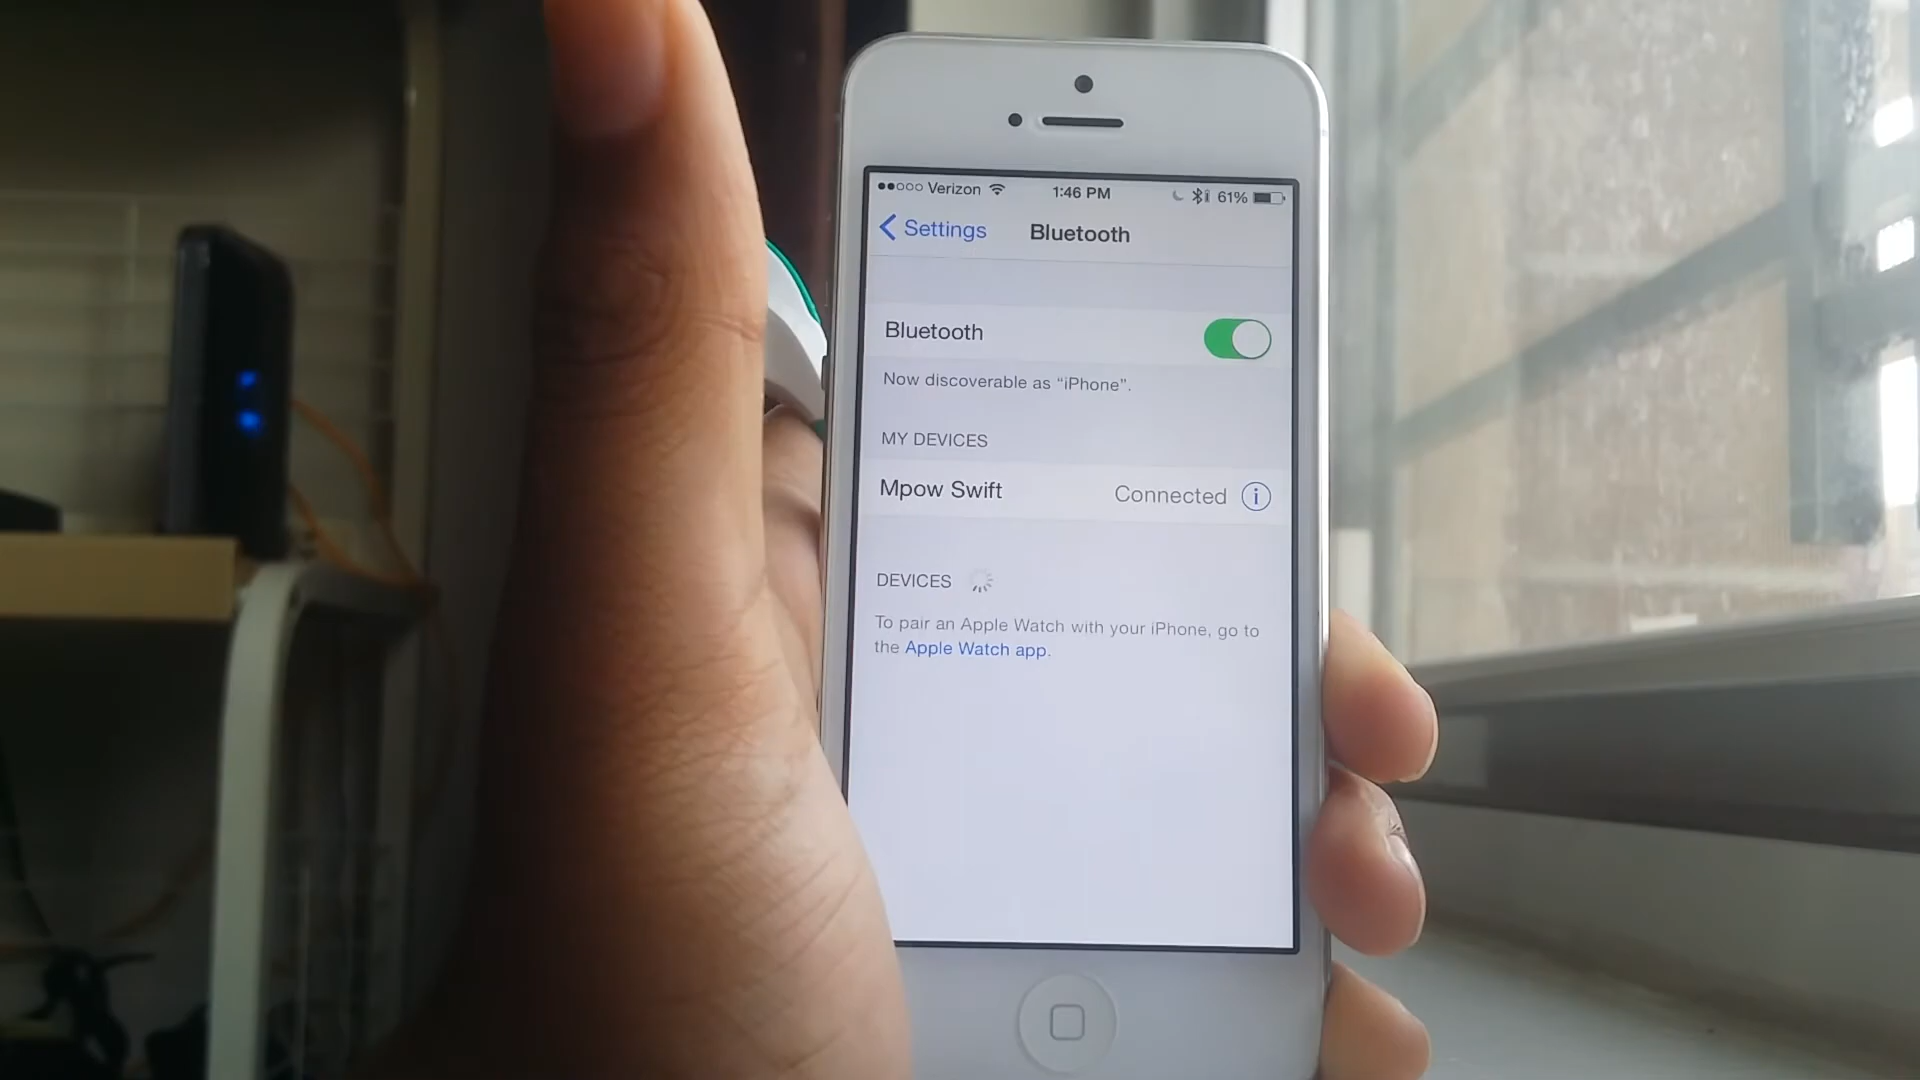 Verizon 1:46 PM 61%
Settings Bluetooth
Bluetooth
Now discoverable as “iPhone”.
MY DEVICES
Mpow Swift Connected i
DEVICES
To pair an Apple Watch with your iPhone, go to
the Apple Watch app.